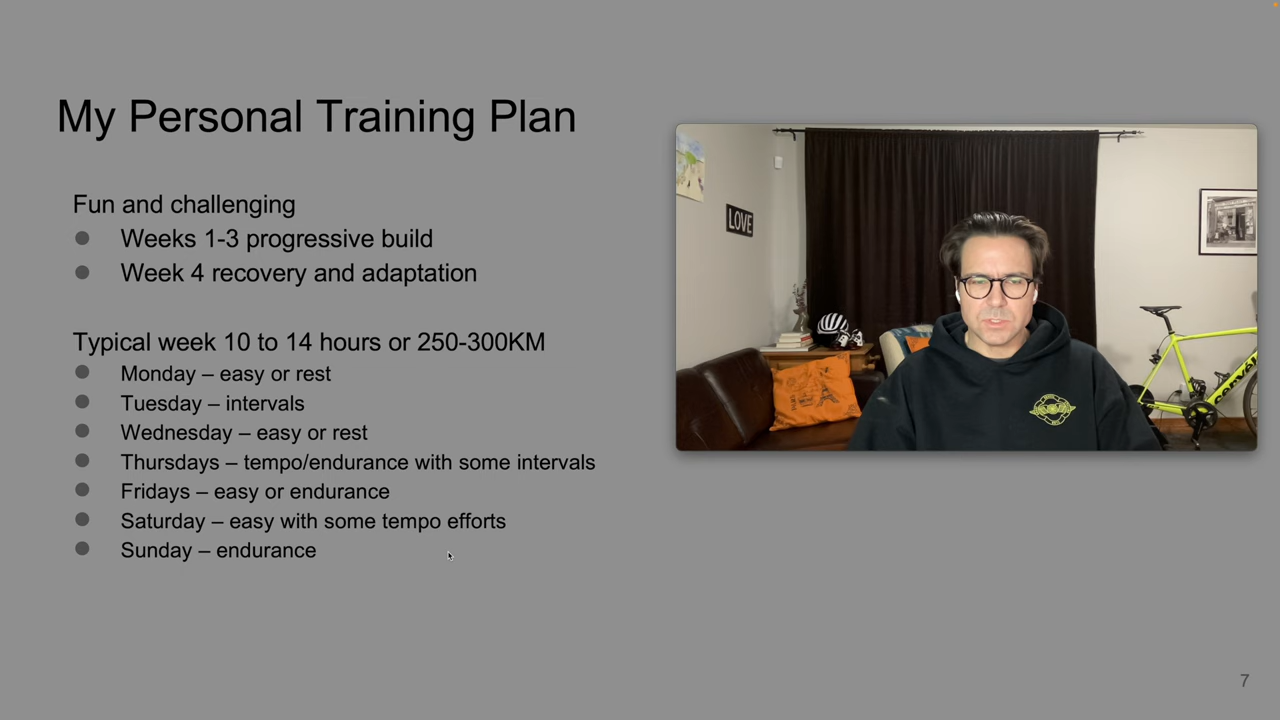 My Personal Training Plan
Fun and challenging
Weeks 1-3 progressive build
Week 4 recovery and adaptation
Typical week 10 to 14 hours or 250-300KM
Monday – easy or rest
Tuesday – intervals
Wednesday – easy or rest
Thursdays – tempo/endurance with some intervals
Fridays – easy or endurance
Saturday – easy with some tempo efforts
Sunday – endurance
LOVE
cervélo
7